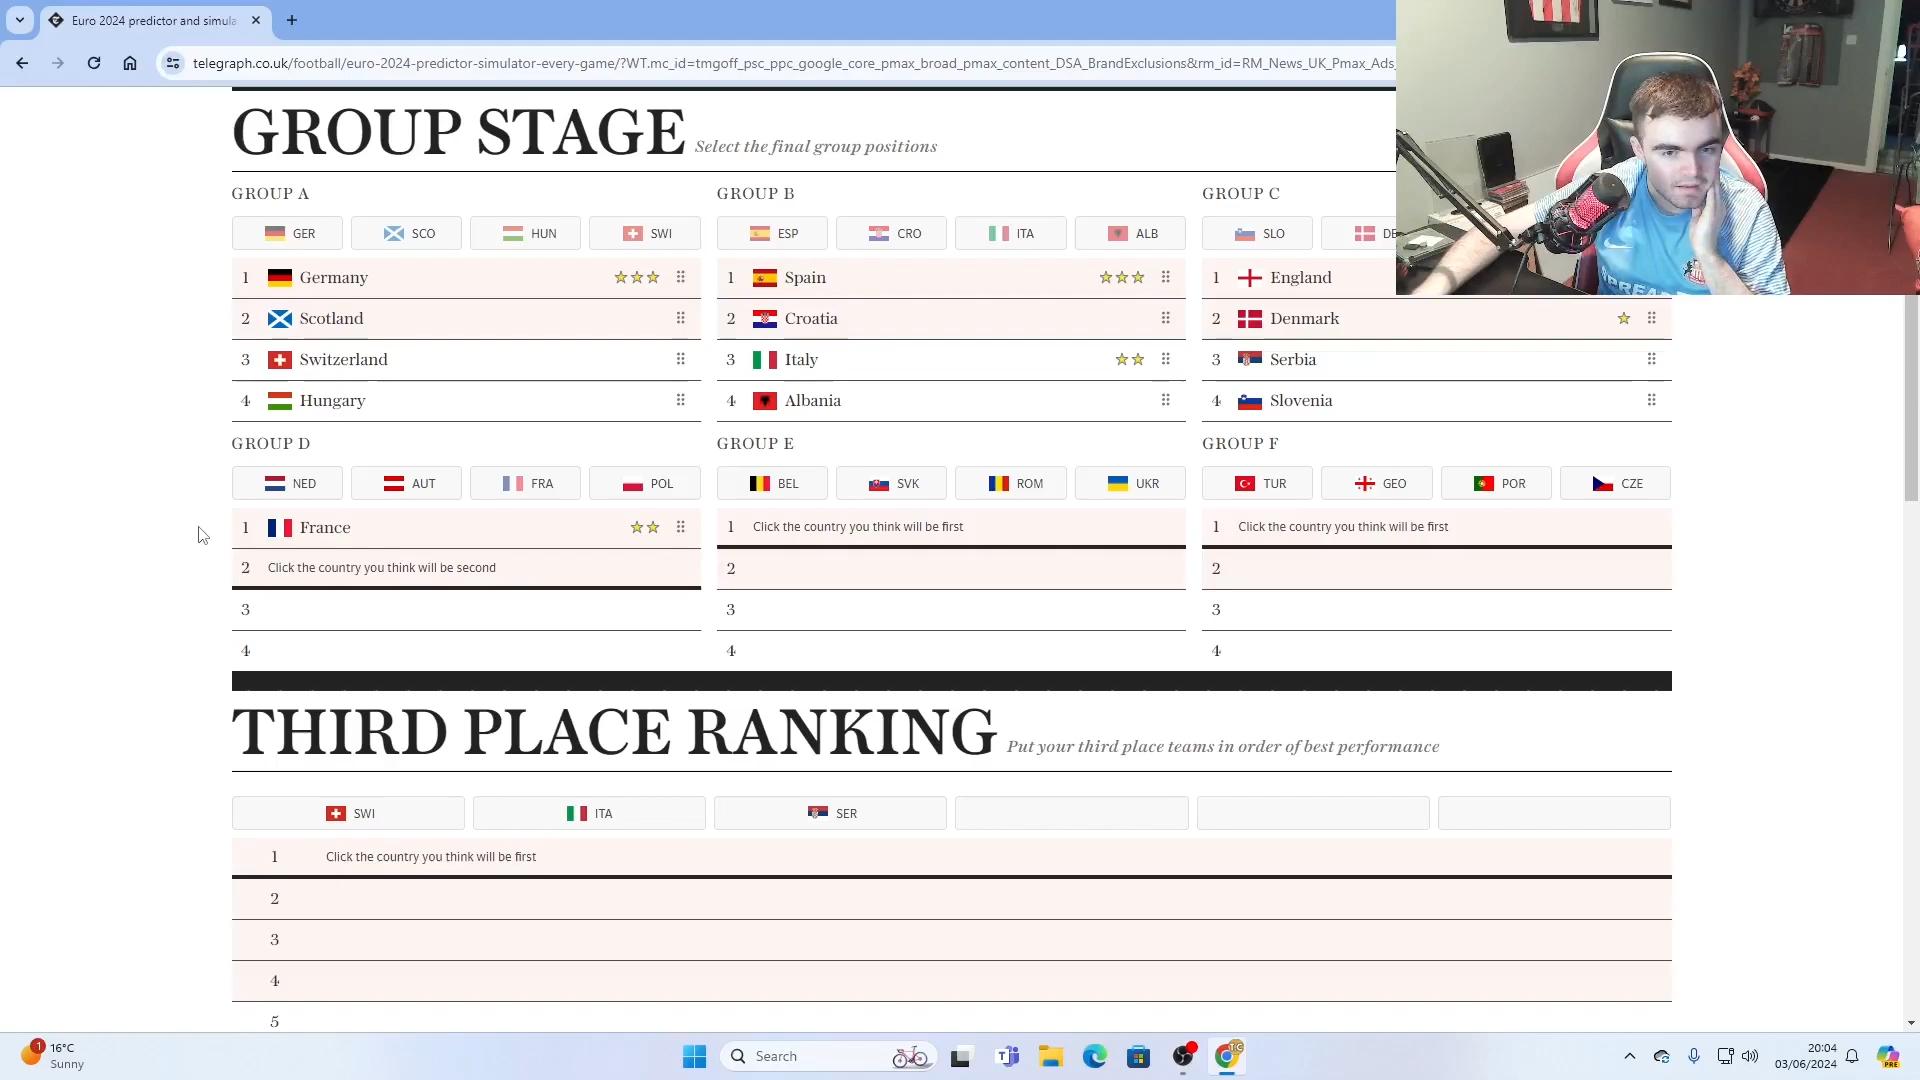 Euro 2024 predictor and simula
telegraph.co.uk/football/euro-2024-predictor-simulator-every-game/?WT.mc_id=tmgoff_psc_ppc_google_core_pmax_broad_pmax_content_DSA_BrandExclusions&rm_id=RM_News_UK_Pmax_Ads_
GROUP STAGE Select the final group positions
GROUP A GROUP B GROUP C
GER SCO HUN SWI ESP CRO ITA ALB SLO DE
1 Germany 1 Spain 1 England
2 Scotland 2 Croatia 2 Denmark
3 Switzerland 3 Italy 3 Serbia
4 Hungary 4 Albania 4 Slovenia
GROUP D GROUP E GROUP F
NED AUT FRA POL BEL SVK ROM UKR TUR GEO POR CZE
1 France 1 Click the country you think will be first 1 Click the country you think will be first
2 Click the country you think will be second 2 2
3 3 3
4 4 4
THIRD PLACE RANKING Put your third place teams in order of best performance
SWI ITA SER
1 Click the country you think will be first
2
3
4
5
1 16°C
Sunny
Search
T:C
20:04
03/06/2024
PRE